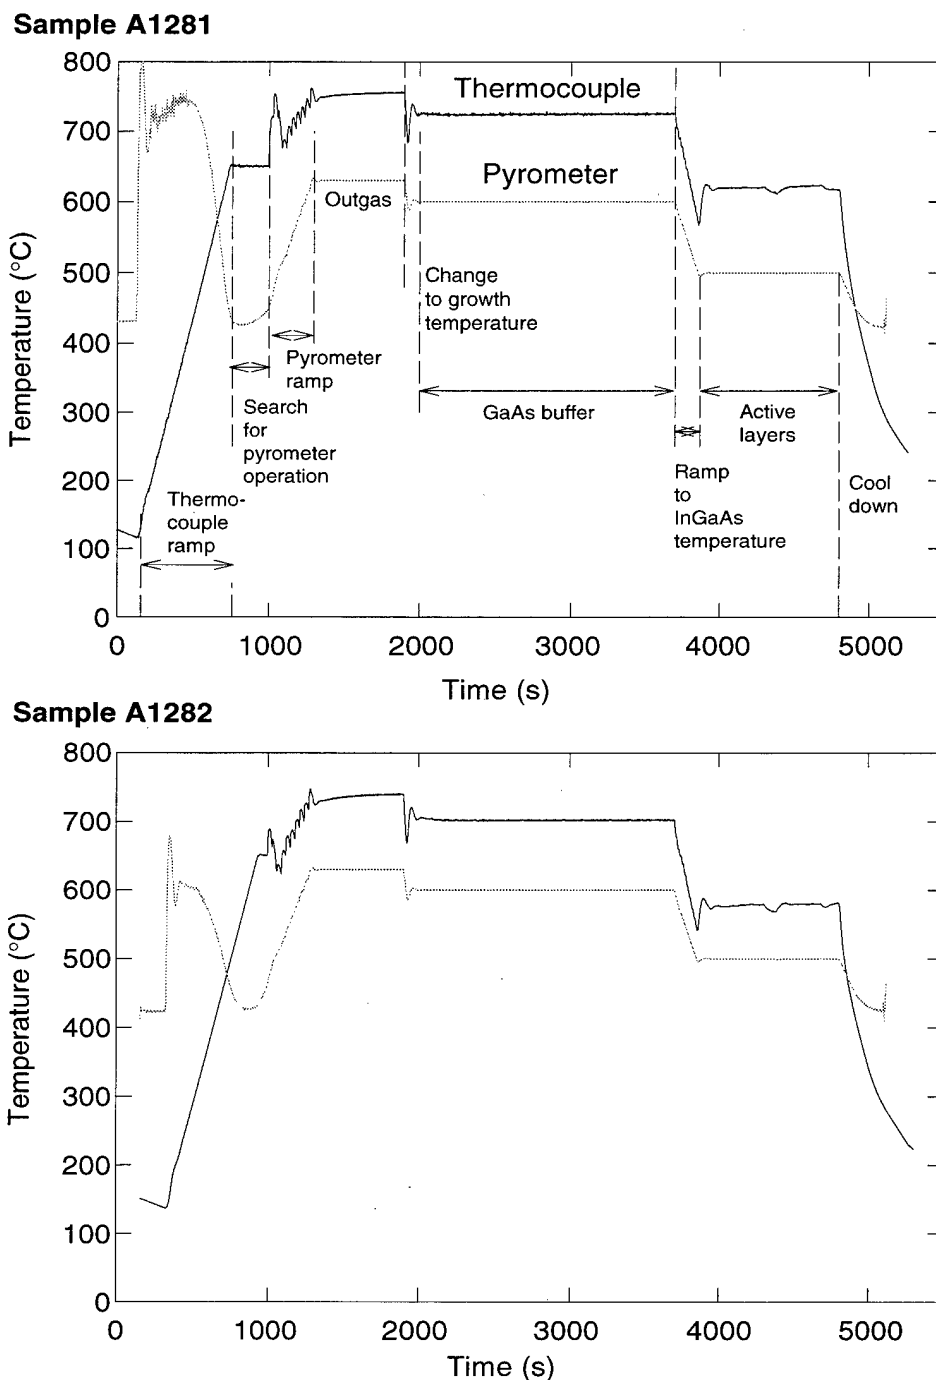 Sample A1281
800
700
600
500
400
300
200
100
0
Temperature (°C)
Thermocouple
Pyrometer
Outgas
Change
to growth
temperature
Pyrometer
ramp
Search
for
pyrometer
operation
GaAs buffer
Active
layers
Ramp
to
InGaAs
temperature
Cool
down
Thermo-
couple
ramp
0 1000 2000 3000 4000 5000
Time (s)
Sample A1282
800
700
600
500
400
300
200
100
0
Temperature (°C)
0 1000 2000 3000 4000 5000
Time (s)